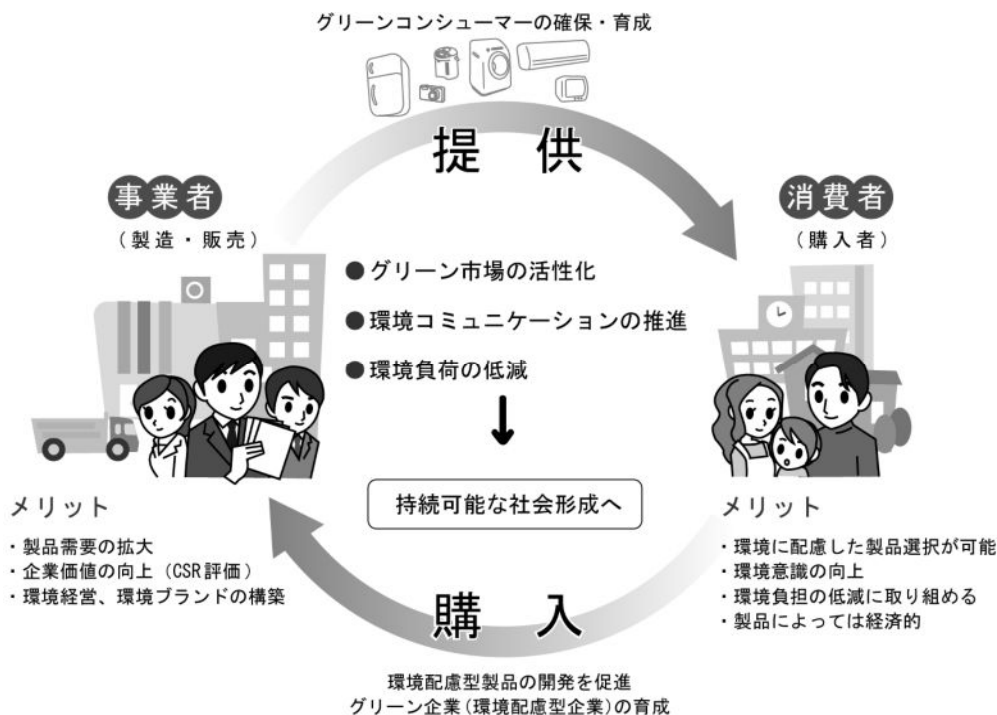 グリーンコンシューマーの確保・育成
提供
事業者
（製造・販売）
消費者
（購入者）
●グリーン市場の活性化
●環境コミュニケーションの推進
●環境負荷の低減
↓
持続可能な社会形成へ
メリット
・製品需要の拡大
・企業価値の向上（CSR評価）
・環境経営、環境ブランドの構築
メリット
・環境に配慮した製品選択が可能
・環境意識の向上
・環境負担の低減に取り組める
・製品によっては経済的
購入
環境配慮型製品の開発を促進
グリーン企業(環境配慮型企業)の育成